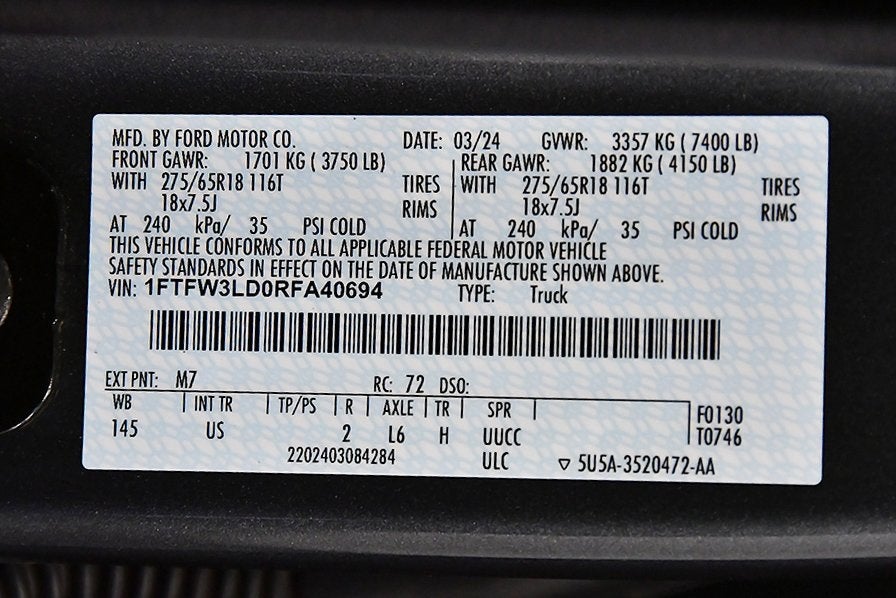 MFD. BY FORD MOTOR CO. DATE: 03/24 GVWR: 3357 KG ( 7400 LB)
FRONT GAWR: 1701 KG ( 3750 LB) REAR GAWR: 1882 KG ( 4150 LB)
WITH 275/65R18 116T TIRES WITH 275/65R18 116T TIRES
18x7.5J RIMS 18x7.5J RIMS
AT 240 kPa/ 35 PSI COLD AT 240 kPa/ 35 PSI COLD
THIS VEHICLE CONFORMS TO ALL APPLICABLE FEDERAL MOTOR VEHICLE
SAFETY STANDARDS IN EFFECT ON THE DATE OF MANUFACTURE SHOWN ABOVE.
VIN: 1FTFW3LD0RFA40694 TYPE: Truck
EXT PNT: M7 RC: 72 DSO:
WB INT TR TP/PS R AXLE TR SPR F0130
145 US 2 L6 H UUCC T0746
2202403084284 ULC ▽ 5U5A-3520472-AA